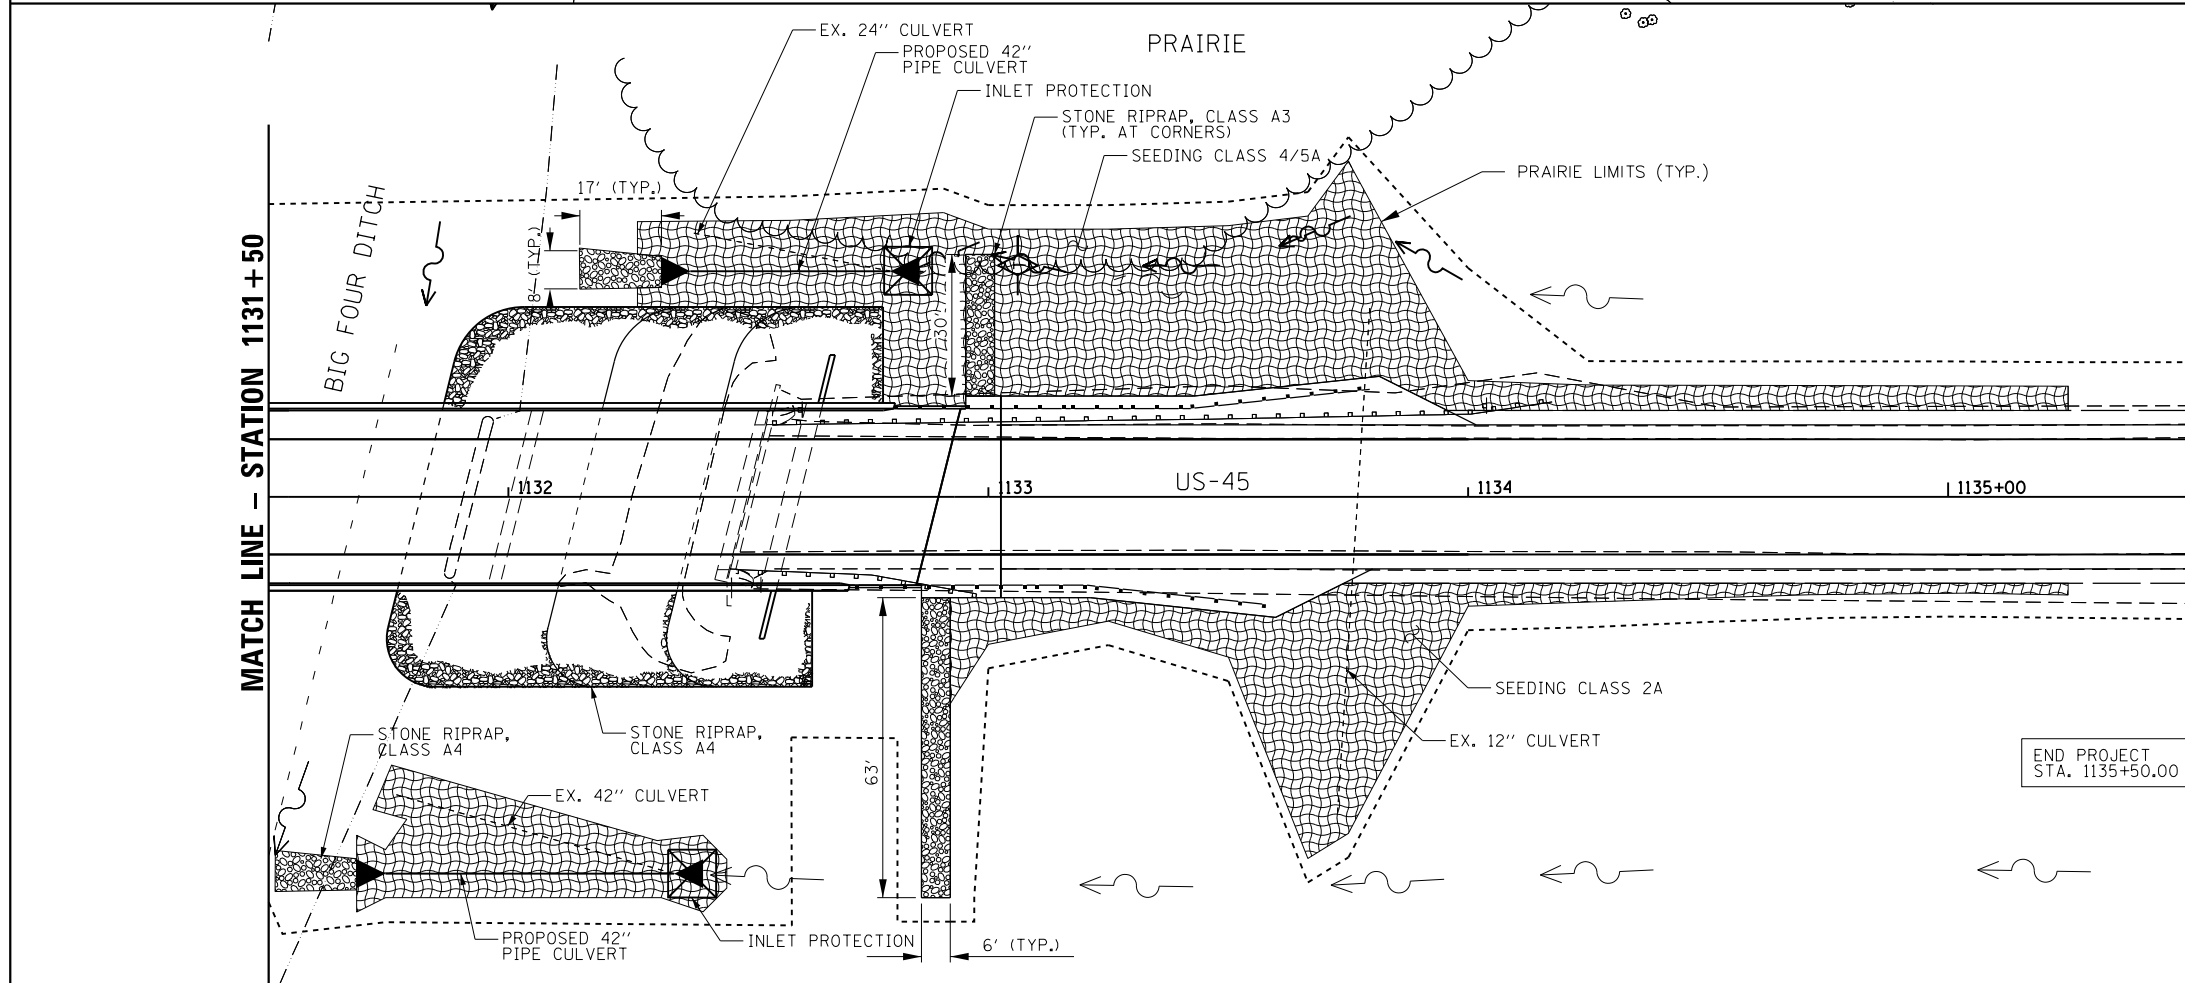 EX. 24" CULVERT
PROPOSED 42"
PIPE CULVERT
PRAIRIE
INLET PROTECTION
STONE RIPRAP, CLASS A3
(TYP. AT CORNERS)
SEEDING CLASS 4/5A
PRAIRIE LIMITS (TYP.)
17' (TYP.)
8' (TYP.)
BIG FOUR DITCH
30'
MATCH LINE - STATION 1131+50
US-45
1132
1133
1134
1135+00
SEEDING CLASS 2A
EX. 12" CULVERT
STONE RIPRAP,
CLASS A4
STONE RIPRAP,
CLASS A4
63'
END PROJECT
STA. 1135+50.00
EX. 42" CULVERT
PROPOSED 42"
PIPE CULVERT
INLET PROTECTION
6' (TYP.)